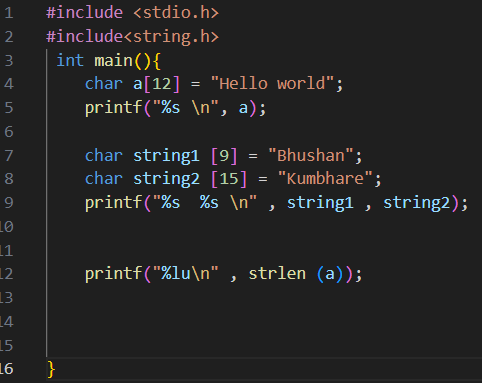 1 #include <stdio.h>
2 #include<string.h>
3 int main(){
4 char a[12] = "Hello world";
5 printf("%s \n", a);
6
7 char string1 [9] = "Bhushan";
8 char string2 [15] = "Kumbhare";
9 printf("%s  %s \n" , string1 , string2);
10
11
12 printf("%lu\n" , strlen (a));
13
14
15
16 }